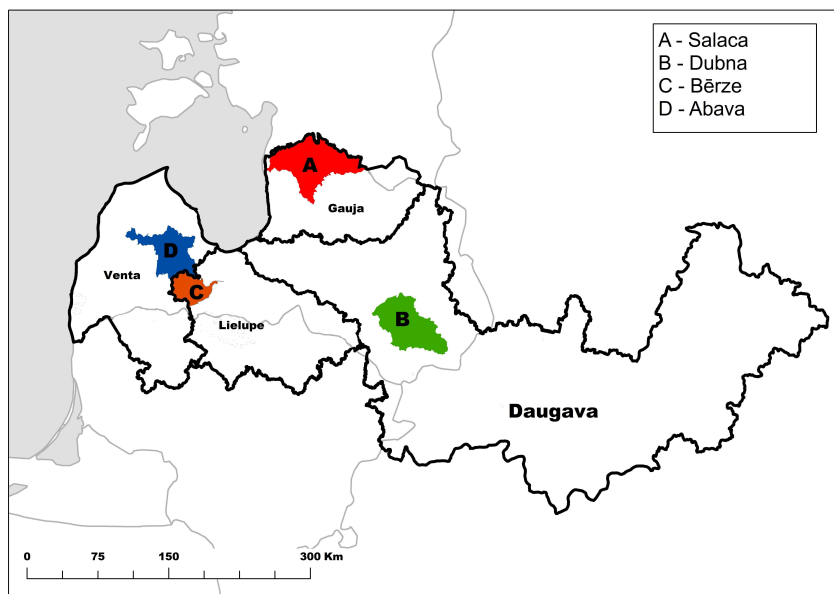 A - Salaca
B - Dubna
C - Bērze
D - Abava
A
Gauja
D
Venta
C
Lielupe
B
Daugava
0 75 150 300 Km